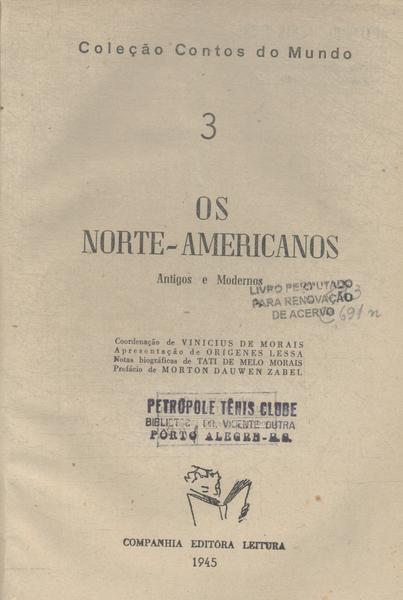 Coleção Contos do Mundo
3
OS
NORTE-AMERICANOS
Antigos e Modernos
LIVRO PERMUTADO
PARA RENOVAÇÃO
DE ACERVO
Coordenação de VINICIUS DE MORAIS
Apresentação de ORÍGENES LESSA
Notas biográficas de TATI DE MELO MORAIS
Prefácio de MORTON DAUWEN ZABEL
PETRÓPOLE TÊNIS CLUBE
DR. VICENTE DUTRA
PÔRTO ALEGRE-R.S.
COMPANHIA EDITÔRA LEITURA
1945